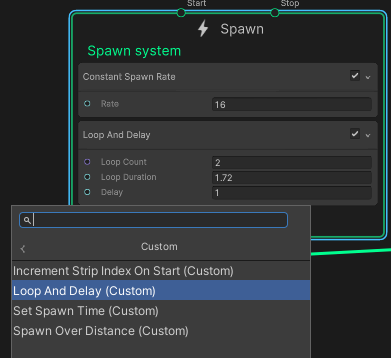 Start Stop
Spawn
Spawn system
Constant Spawn Rate
Rate 16
Loop And Delay
Loop Count 2
Loop Duration 1.72
Delay 1
Custom
Increment Strip Index On Start (Custom)
Loop And Delay (Custom)
Set Spawn Time (Custom)
Spawn Over Distance (Custom)